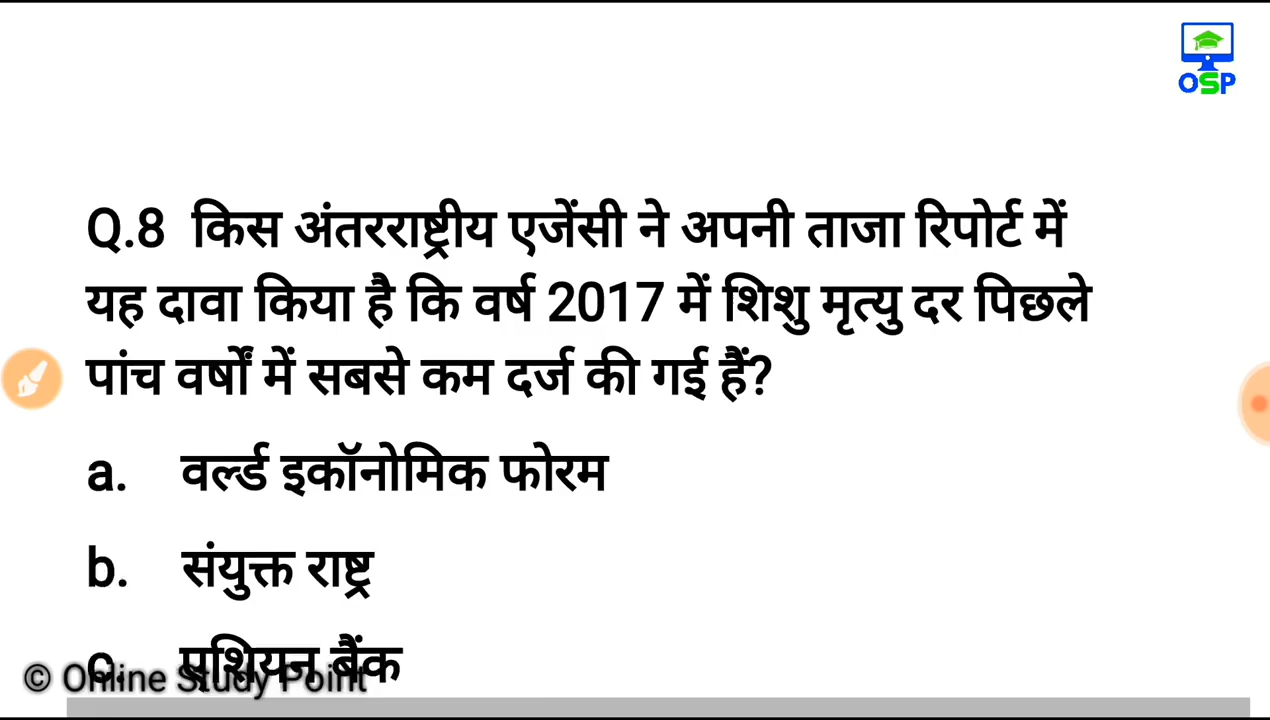 OSP
Q.8 किस अंतरराष्ट्रीय एजेंसी ने अपनी ताजा रिपोर्ट में
यह दावा किया है कि वर्ष 2017 में शिशु मृत्यु दर पिछले
पांच वर्षों में सबसे कम दर्ज की गई हैं?
a. वर्ल्ड इकॉनोमिक फोरम
b. संयुक्त राष्ट्र
c. एशियन बैंक
© Online Study Point